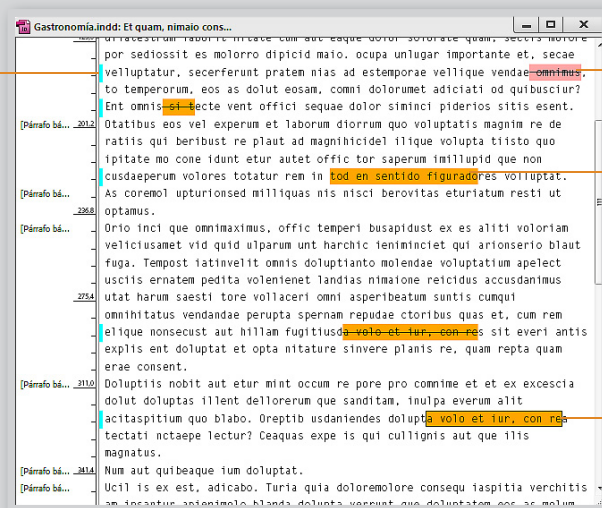 Gastronomía.indd: Et quam, nimaio cons...
por sediossit es molorro dipicid maio. ocupa unlugar importante et, secae
velluptatur, secerferunt pratem nias ad estemporae vellique vendae omnimus,
to temporerum, eos as dolut eosam, comni dolorumet adiciati od quibusciur?
Ent omnis si tecte vent offici sequae dolor siminci piderios sitis esent.
[Párrafo bá... 201,2 Otatibus eos vel experum et laborum diorrum quo voluptatis magnim re de
ratiis qui beribust re plaut ad magnihicidel ilique volupta tiisto quo
ipitate mo cone idunt etur autet offic tor saperum imillupid que non
cusdaeperum volores totatur rem in tod en sentido figuradores volluptat.
[Párrafo bá... As coremol upturionsed milliquas nis nisci berovitas eturiatum resti ut
236,8 optamus.
[Párrafo bá... Orio inci que omnimaximus, offic temperi busapidust ex es aliti voloriam
veliciusamet vid quid ulparum unt harchic ieniminciet qui arionserio blaut
fuga. Tempost iatinvelit omnis doluptianto molendae voluptatium apelect
usciis ernatem pedita volenienet landias nimaione reicidus accusdanimus
275,4 utat harum saesti tore vollaceri omni asperibeatum suntis cumqui
omnihitatus vendandae perupta spernam repudae ctoribus quas et, cum rem
elique nonsecust aut hillam fugitiusda volo et iur, con res sit everi antis
explis ent doluptat et opta nitature sinvere planis re, quam repta quam
erae consent.
[Párrafo bá... 311,0 Doluptiis nobit aut etur mint occum re pore pro comnime et et ex excescia
dolut doluptas illent dellorerum que sanditam, inulpa everum alit
acitaspitium quo blabo. Oreptib usdaniendes dolupta volo et iur, con rea
tectati nctaepe lectur? Ceaquas expe is qui cullignis aut que ilis
magnatus.
[Párrafo bá... 341,4 Num aut quibeaque ium doluptat.
[Párrafo bá... Ucil is ex est, adicabo. Turia quia doloremolore consequ iaspitia verchitis